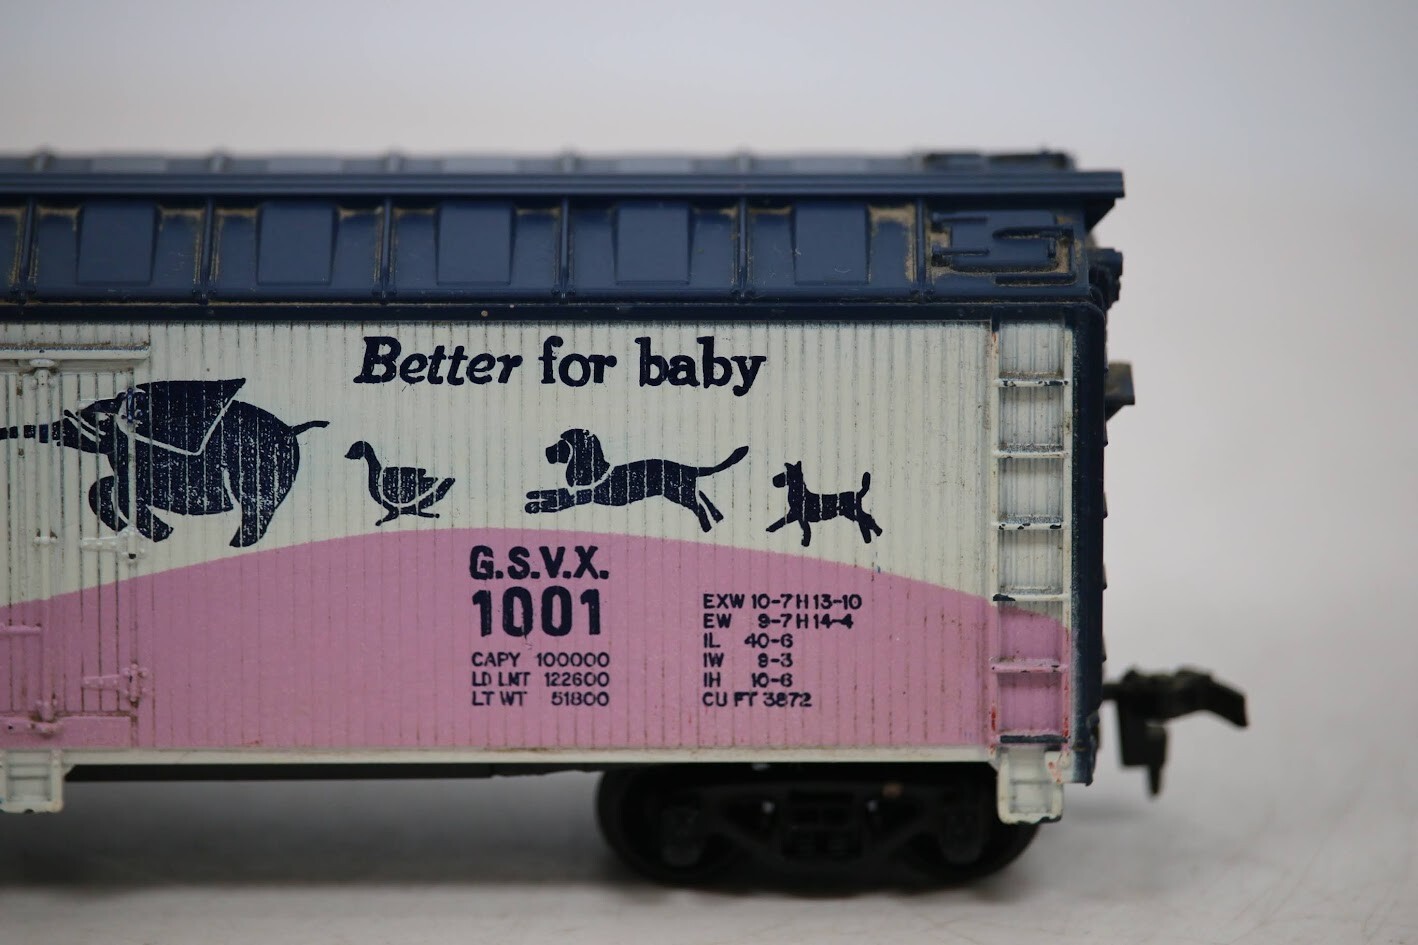 Better for baby
G.S.V.X.
1001
CAPY 100000
LD LMT 122600
LT WT 51800
EXW 10-7 H 13-10
EW 9-7 H 14-4
IL 40-6
IW 8-3
IH 10-6
CU FT 3872